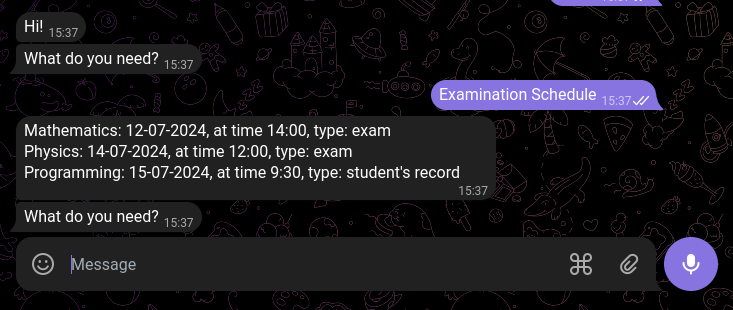 Hi! 15:37
What do you need? 15:37
Examination Schedule 15:37
Mathematics: 12-07-2024, at time 14:00, type: exam
Physics: 14-07-2024, at time 12:00, type: exam
Programming: 15-07-2024, at time 9:30, type: student's record
15:37
What do you need? 15:37
Message